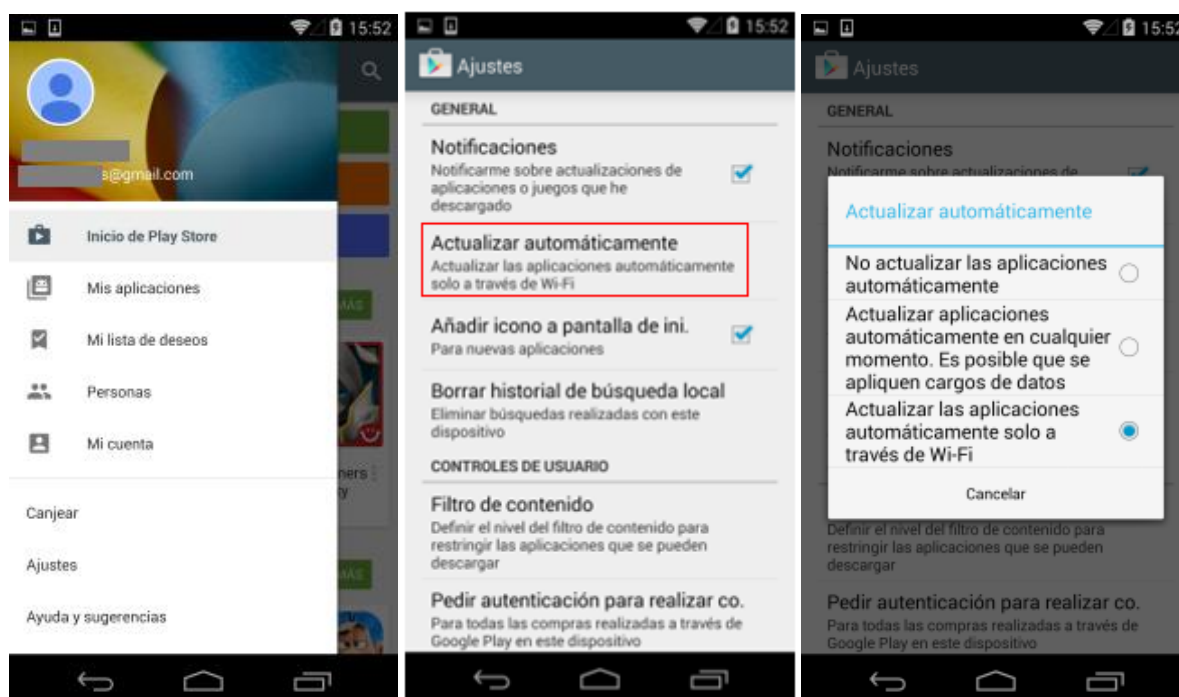 15:52
s@gmail.com
Inicio de Play Store
Mis aplicaciones
Mi lista de deseos
Personas
Mi cuenta
Canjear
Ajustes
Ayuda y sugerencias
MÁS
ners
MÁS
15:52
Ajustes
GENERAL
Notificaciones
Notificarme sobre actualizaciones de
aplicaciones o juegos que he
descargado
Actualizar automáticamente
Actualizar las aplicaciones automáticamente
solo a través de Wi-Fi
Añadir icono a pantalla de ini.
Para nuevas aplicaciones
Borrar historial de búsqueda local
Eliminar búsquedas realizadas con este
dispositivo
CONTROLES DE USUARIO
Filtro de contenido
Definir el nivel del filtro de contenido para
restringir las aplicaciones que se pueden
descargar
Pedir autenticación para realizar co.
Para todas las compras realizadas a través de
Google Play en este dispositivo
15:52
Ajustes
GENERAL
Notificaciones
Notificarme sobre actualizaciones de
Actualizar automáticamente
No actualizar las aplicaciones
automáticamente
Actualizar aplicaciones
automáticamente en cualquier
momento. Es posible que se
apliquen cargos de datos
Actualizar las aplicaciones
automáticamente solo a
través de Wi-Fi
Cancelar
Definir el nivel del filtro de contenido para
restringir las aplicaciones que se pueden
descargar
Pedir autenticación para realizar co.
Para todas las compras realizadas a través de
Google Play en este dispositivo